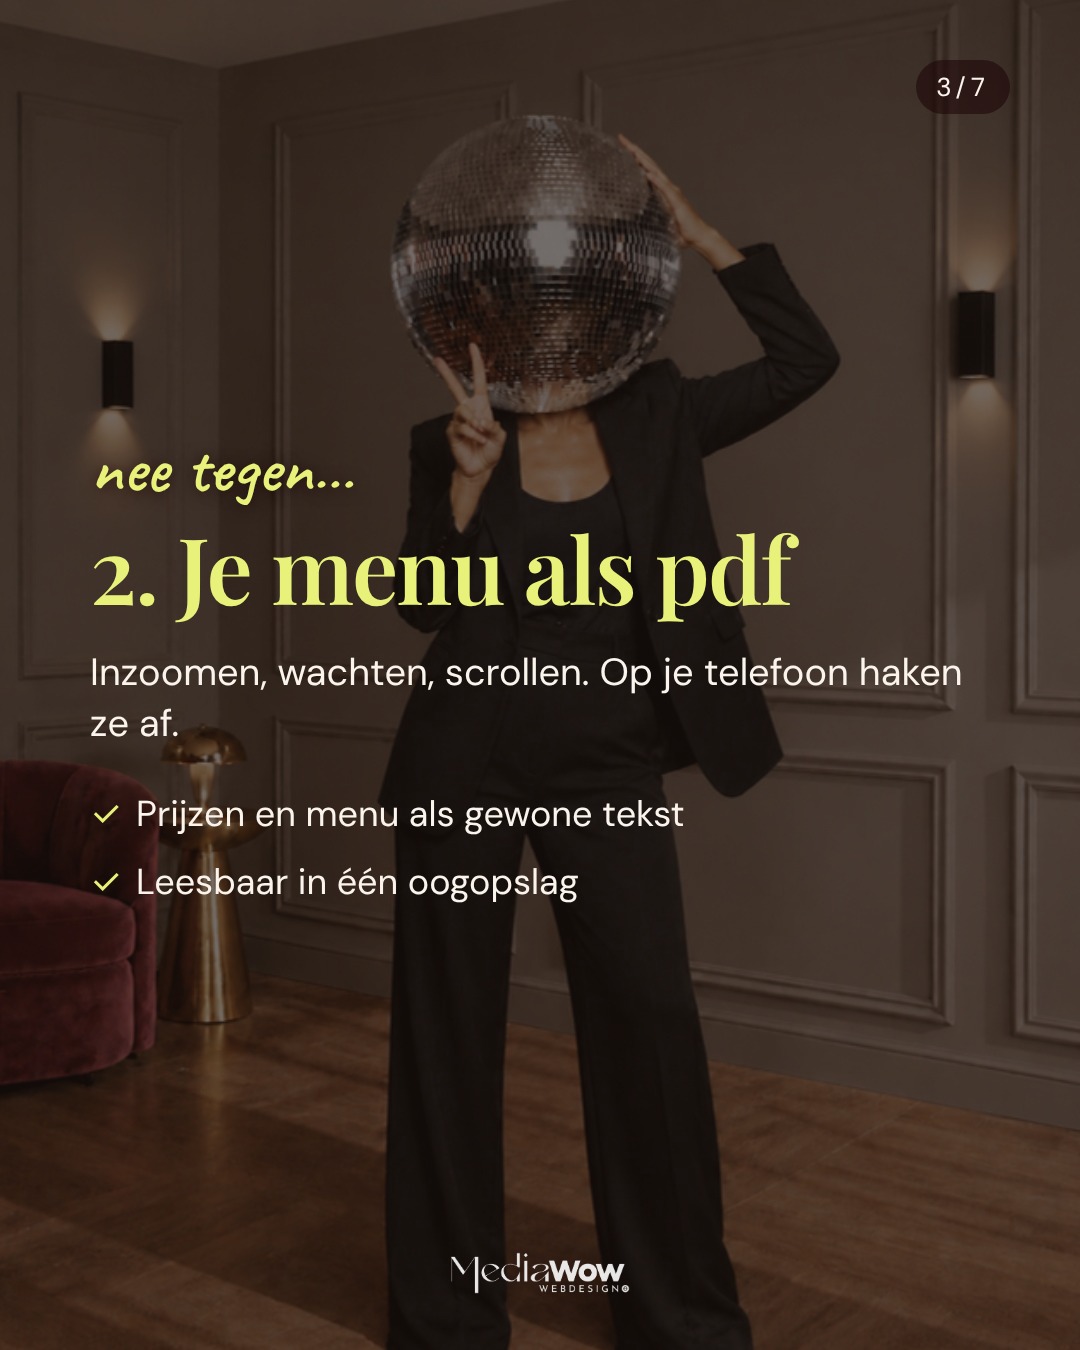 3/7
nee tegen...
2. Je menu als pdf
Inzoomen, wachten, scrollen. Op je telefoon haken
ze af.
✓ Prijzen en menu als gewone tekst
✓ Leesbaar in één oogopslag
MediaWow
WEBDESIGN